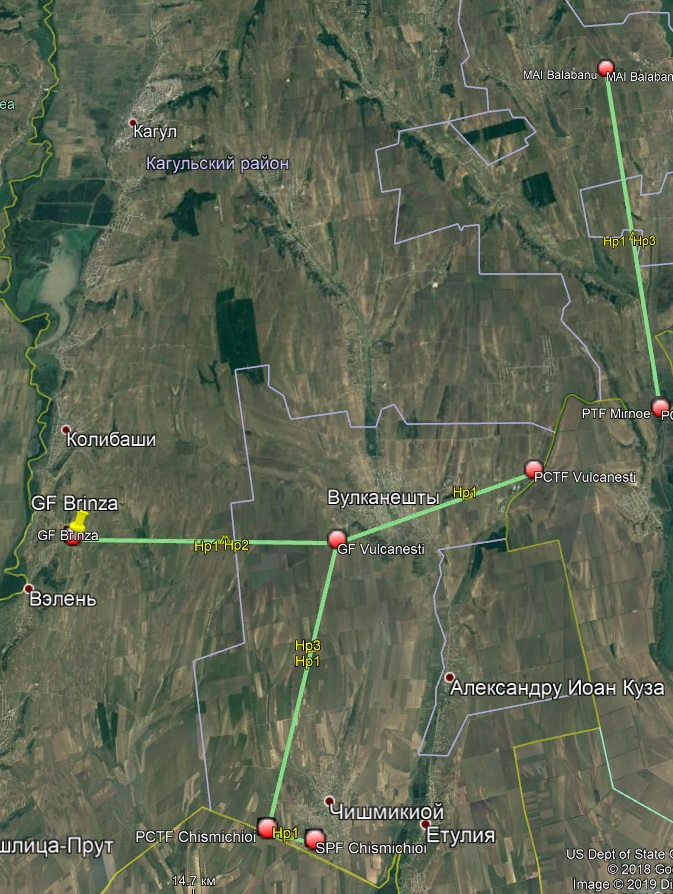 MAI Balabanu
MAI Balaban
ea
Кагул
Кагульский район
Hp1 Hp3
PTF Mirnoe
PC
Колибаши
PCTF Vulcanesti
Вулканешты
Hp1
GF Brinza
GF Brinza
Hp1 Hp2
GF Vulcanesti
Вэлень
Hp3
Hp1
Александру Иоан Куза
Чишмикиой
PCTF Chismichioi
Hp1
Етулия
шлица-Прут
SPF Chismichioi
US Dept of State G
© 2018 Go
14.7 км
Image © 2019 Di